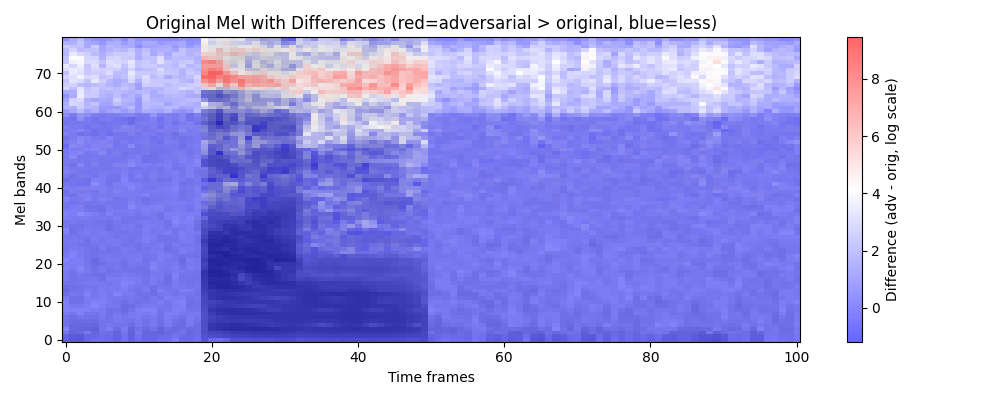 Original Mel with Differences (red=adversarial > original, blue=less)
Mel bands
70
60
50
40
30
20
10
0
0 20 40 60 80 100
Time frames
8
6
4
2
0
Difference (adv - orig, log scale)